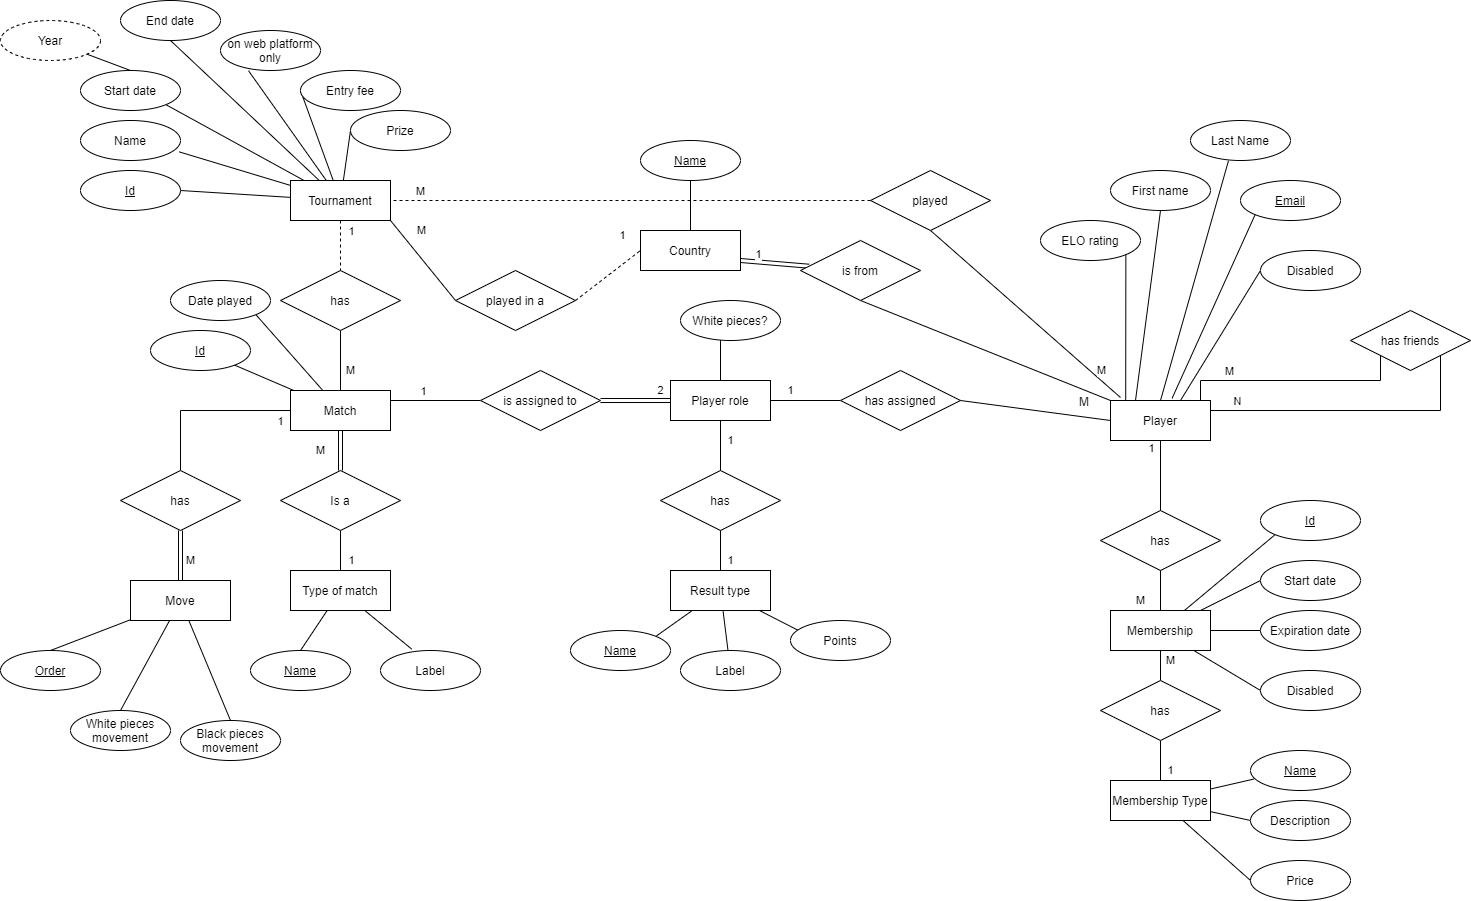 End date
Year
on web platform
only
Start date
Entry fee
Prize
Name
Id
Tournament
M
played
M
1
Name
1
Country
1
is from
Last Name
First name
Email
ELO rating
Disabled
Date played
has
played in a
White pieces?
has friends
Id
M
M
M
N
1
2
1
M
Match
is assigned to
Player role
has assigned
Player
1
M
1
1
has
Is a
has
Id
has
M
1
1
M
Start date
Move
Type of match
Result type
Membership
Expiration date
Order
Name
Label
Name
Label
Points
M
Disabled
White pieces
movement
Black pieces
movement
has
1
Name
Membership Type
Description
Price